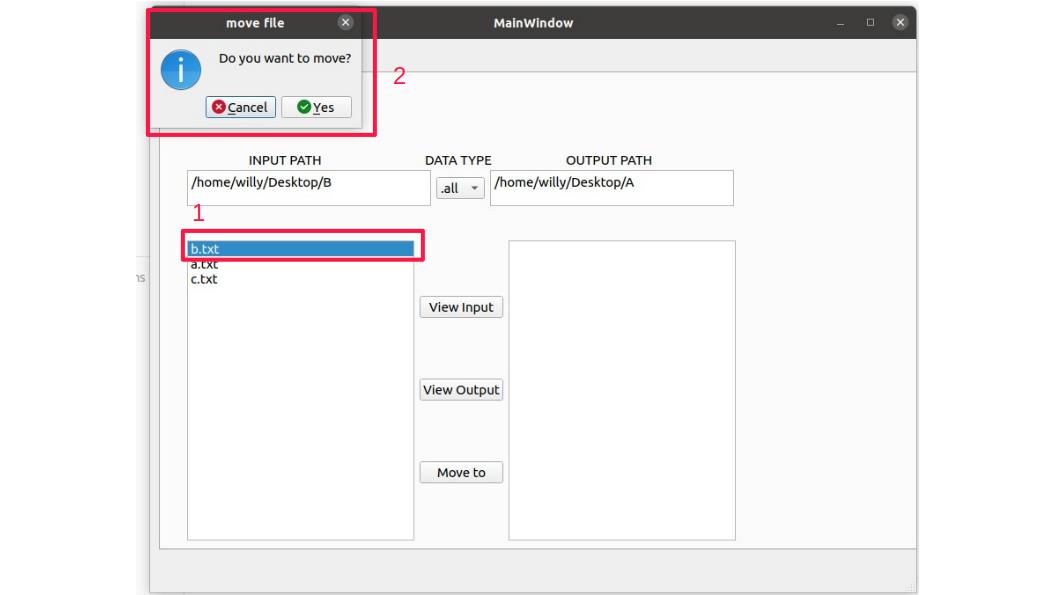 move file
MainWindow
Do you want to move?
2
Cancel
Yes
INPUT PATH
DATA TYPE
OUTPUT PATH
/home/willy/Desktop/B
.all
/home/willy/Desktop/A
1
b.txt
a.txt
c.txt
View Input
View Output
Move to